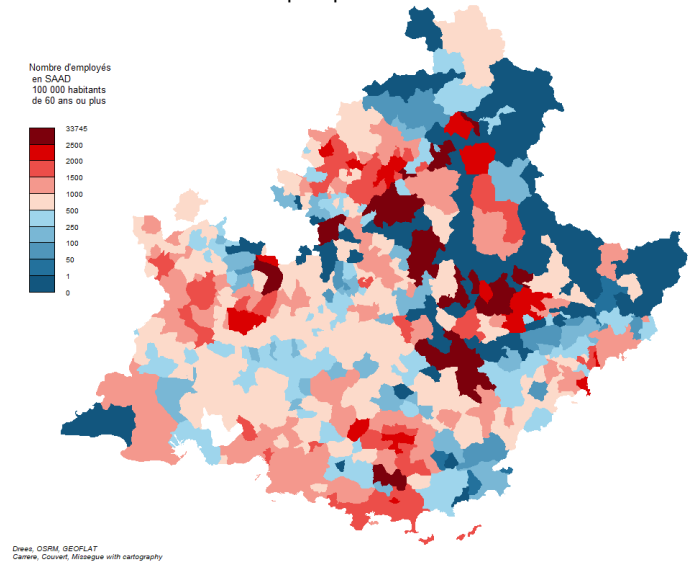 Nombre d'employés
en SAAD
100 000 habitants
de 60 ans ou plus
33745
2500
2000
1500
1000
500
250
100
50
1
0
Drees, OSRM, GEOFLAT
Carrere, Couvert, Missegue with cartography